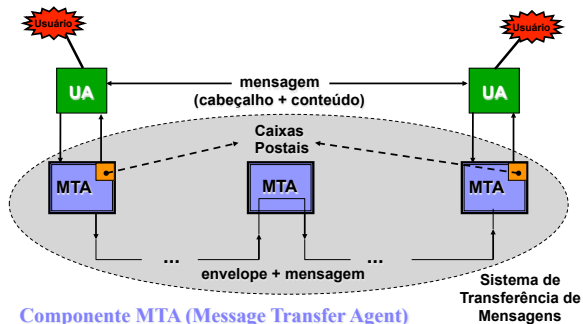 Usuário
Usuário
UA
mensagem
(cabeçalho + conteúdo)
UA
Caixas
Postais
MTA
MTA
MTA
...
...
envelope + mensagem
Sistema de
Transferência de
Mensagens
Componente MTA (Message Transfer Agent)